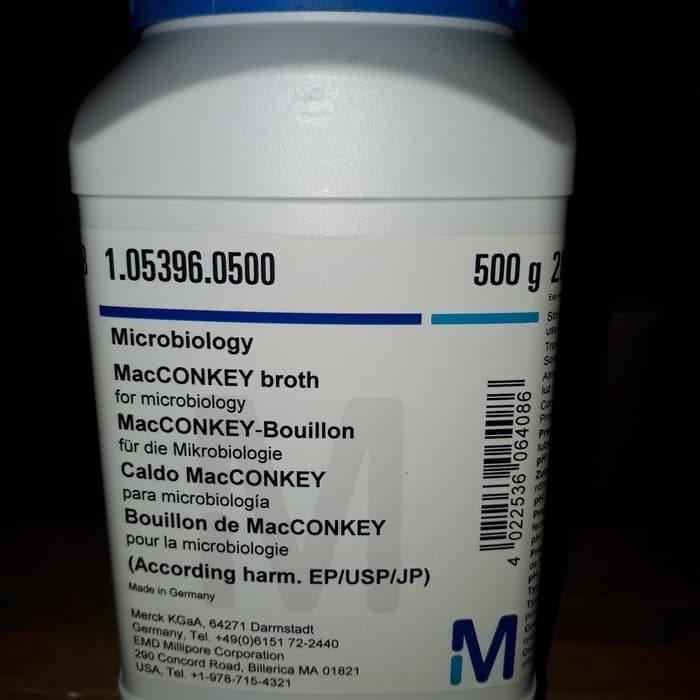 1.05396.0500
500 g
Microbiology
MacCONKEY broth
for microbiology
MacCONKEY-Bouillon
für die Mikrobiologie
Caldo MacCONKEY
para microbiología
Bouillon de MacCONKEY
pour la microbiologie
(According harm. EP/USP/JP)
Made in Germany
Merck KGaA, 64271 Darmstadt
Germany, Tel. +49(0)6151 72-2440
EMD Millipore Corporation
290 Concord Road, Billerica MA 01821
USA, Tel. +1-978-715-4321
4 022536 064086
M